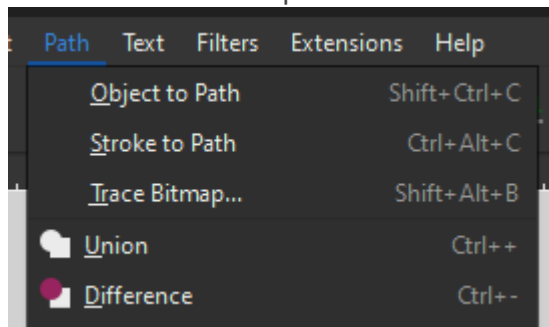 Path Text Filters Extensions Help
Object to Path Shift+Ctrl+C
Stroke to Path Ctrl+Alt+C
Trace Bitmap... Shift+Alt+B
Union Ctrl++
Difference Ctrl+-